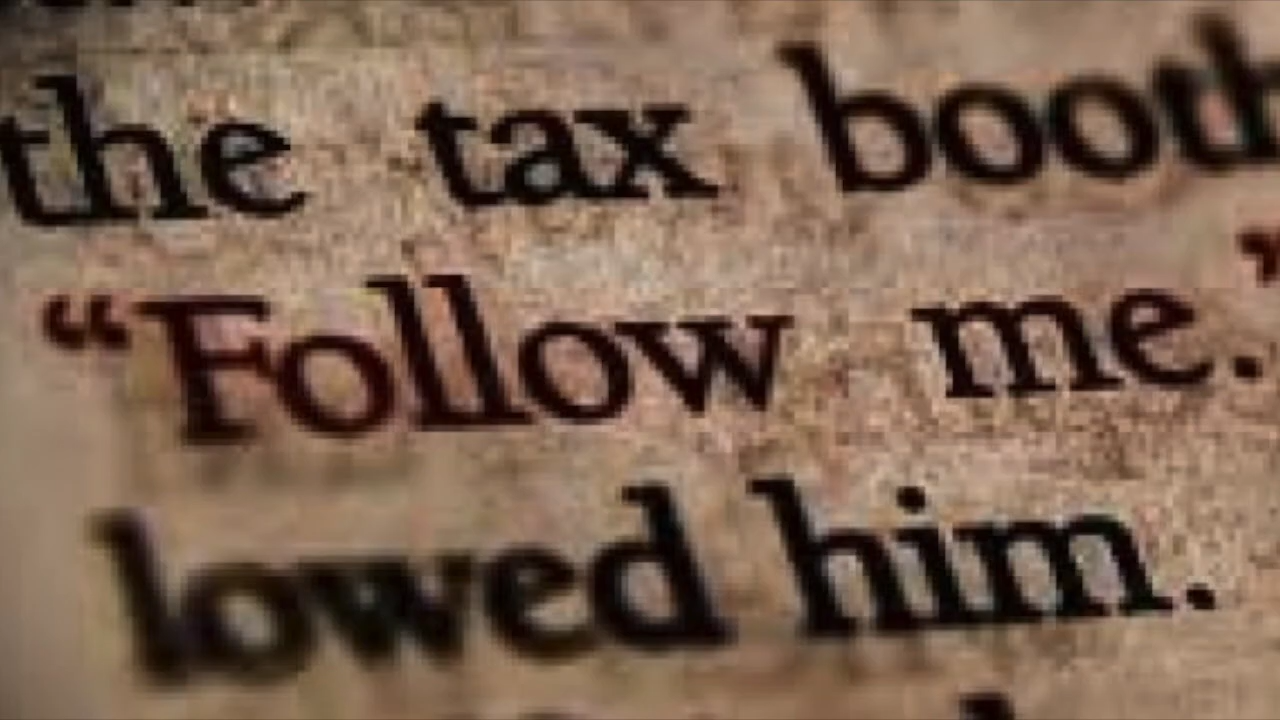 the tax booth
“Follow me.”
lowed him.